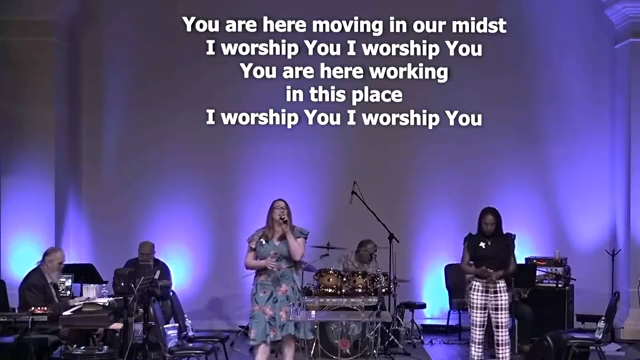 You are here moving in our midst
I worship You I worship You
You are here working
in this place
I worship You I worship You